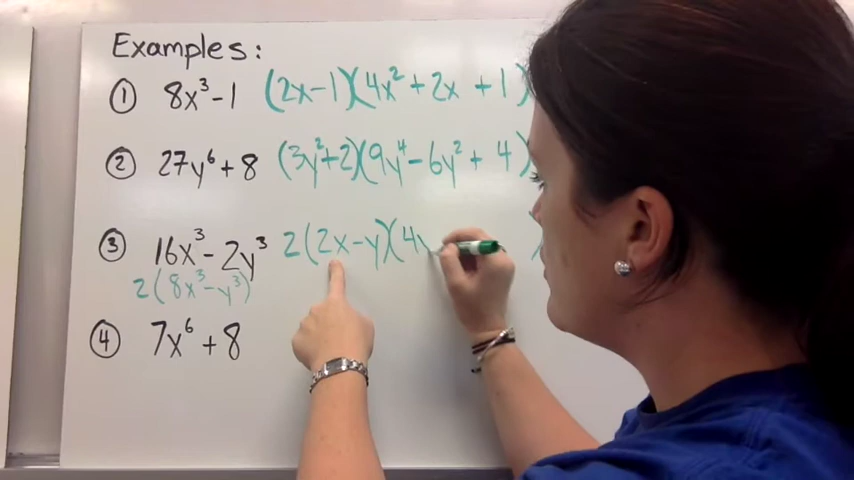 Examples:
① 8x³-1 (2x-1)(4x²+2x+1)
② 27y⁶+8 (3y²+2)(9y⁴-6y²+4)
③ 16x³-2y³ 2(2x-y)(4x )
2(8x³-y³)
④ 7x⁶+8